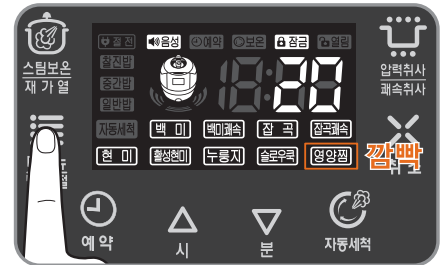 절전 음성 예약 보온 잠금 열림
찰진밥
중간밥
일반밥
18:20
자동세척 백미 백미쾌속 잡곡 잡곡쾌속
현미 활성현미 누룽지 슬로우쿡 영양찜
깜빡
스팀보온
재가열
압력취사
쾌속취사
취소
예약
시
분
자동세척